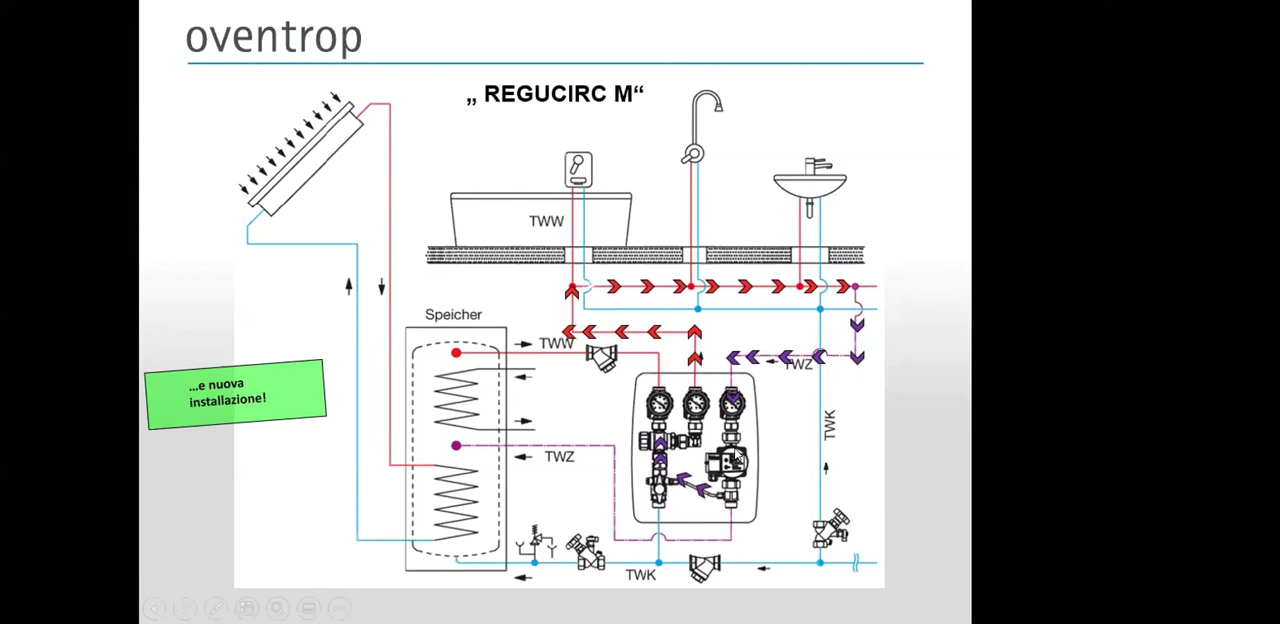 oventrop
„ REGUCIRC M“
TWW
Speicher
TWW
TWZ
...e nuova
installazione!
TWK
TWZ
TWK